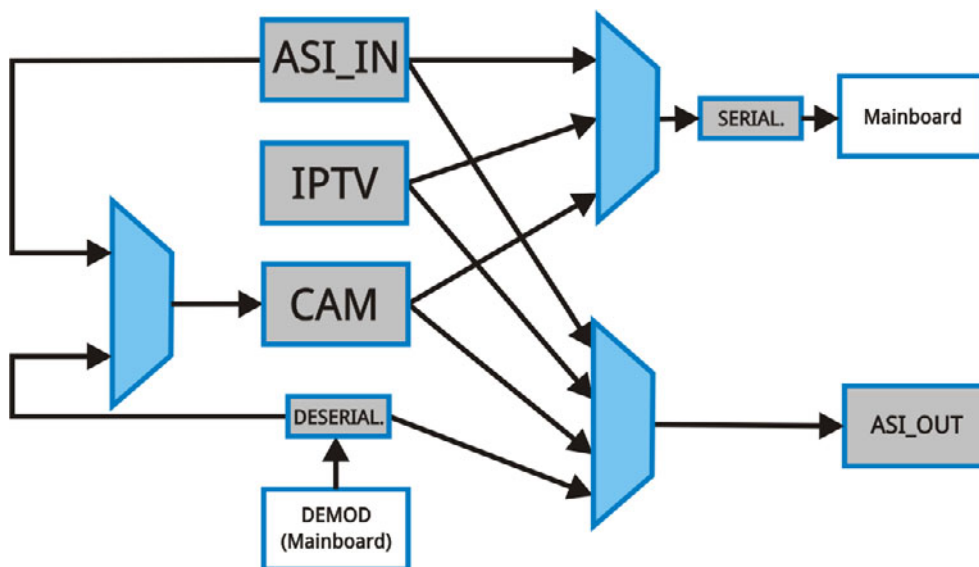 ASI_IN
SERIAL.
Mainboard
IPTV
CAM
DESERIAL.
ASI_OUT
DEMOD
(Mainboard)